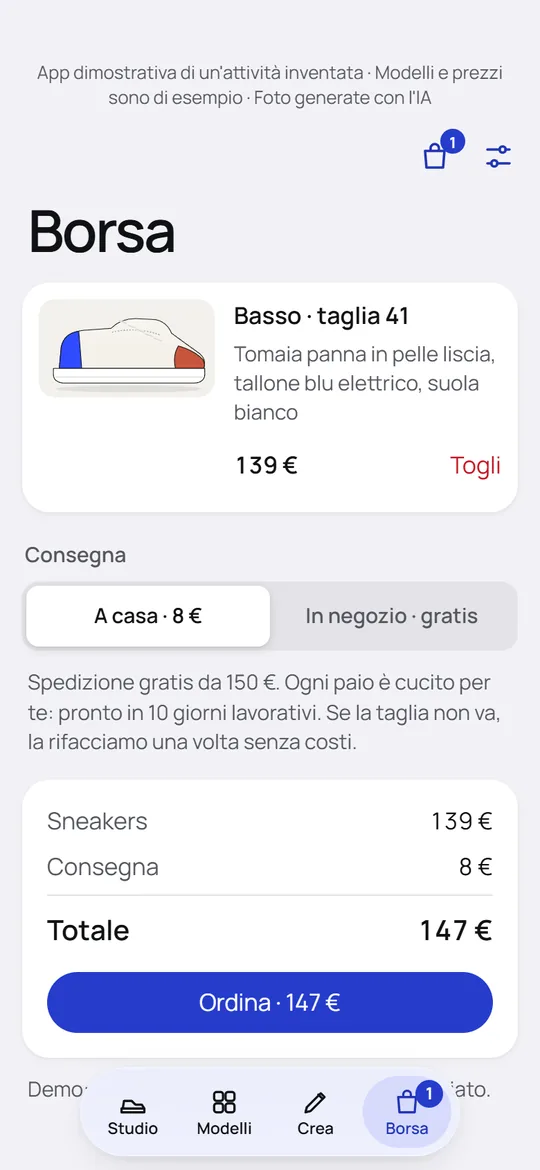 App dimostrativa di un'attività inventata · Modelli e prezzi
sono di esempio · Foto generate con l'IA
1
Borsa
Basso · taglia 41
Tomaia panna in pelle liscia,
tallone blu elettrico, suola
bianco
139 €
Togli
Consegna
A casa · 8 €
In negozio · gratis
Spedizione gratis da 150 €. Ogni paio è cucito per
te: pronto in 10 giorni lavorativi. Se la taglia non va,
la rifacciamo una volta senza costi.
Sneakers 139 €
Consegna 8 €
Totale 147 €
Ordina · 147 €
Demo
Studio
Modelli
Crea
Borsa
1